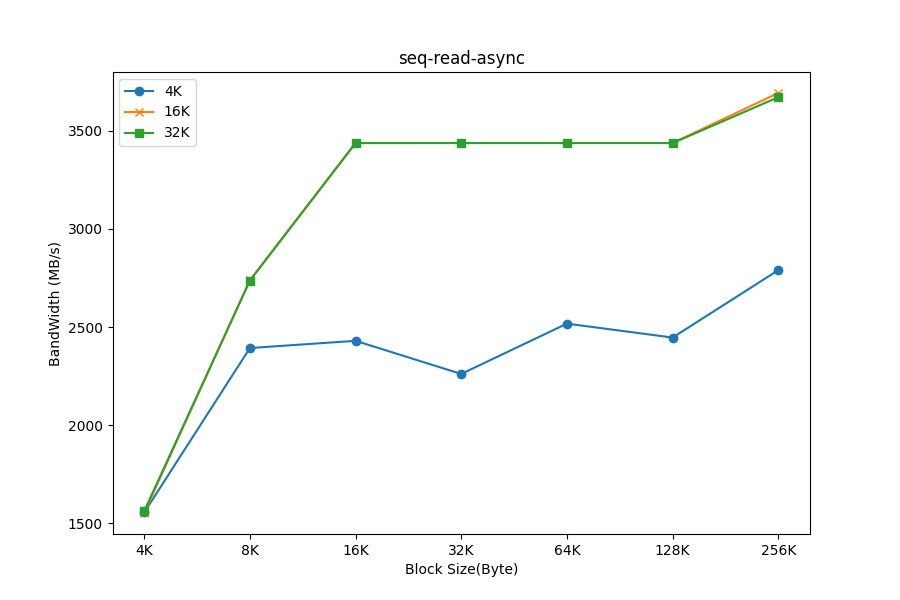 seq-read-async
4K
16K
32K
3500
3000
2500
2000
1500
BandWidth (MB/s)
4K 8K 16K 32K 64K 128K 256K
Block Size(Byte)